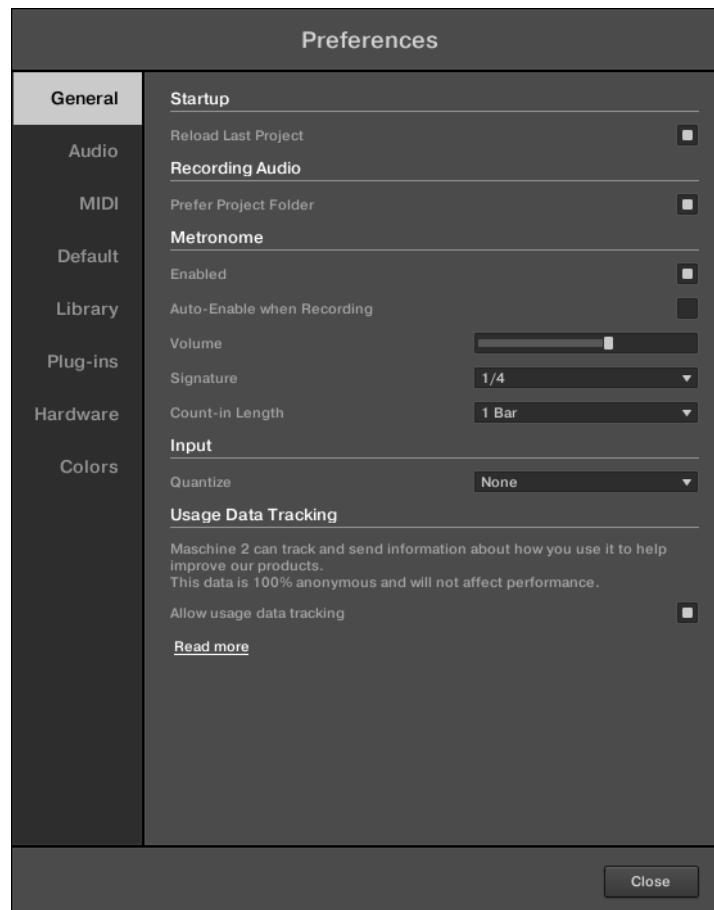 Preferences
General
Audio
MIDI
Default
Library
Plug-ins
Hardware
Colors
Startup
Reload Last Project
Recording Audio
Prefer Project Folder
Metronome
Enabled
Auto-Enable when Recording
Volume
Signature 1/4
Count-in Length 1 Bar
Input
Quantize None
Usage Data Tracking
Maschine 2 can track and send information about how you use it to help
improve our products.
This data is 100% anonymous and will not affect performance.
Allow usage data tracking
Read more
Close